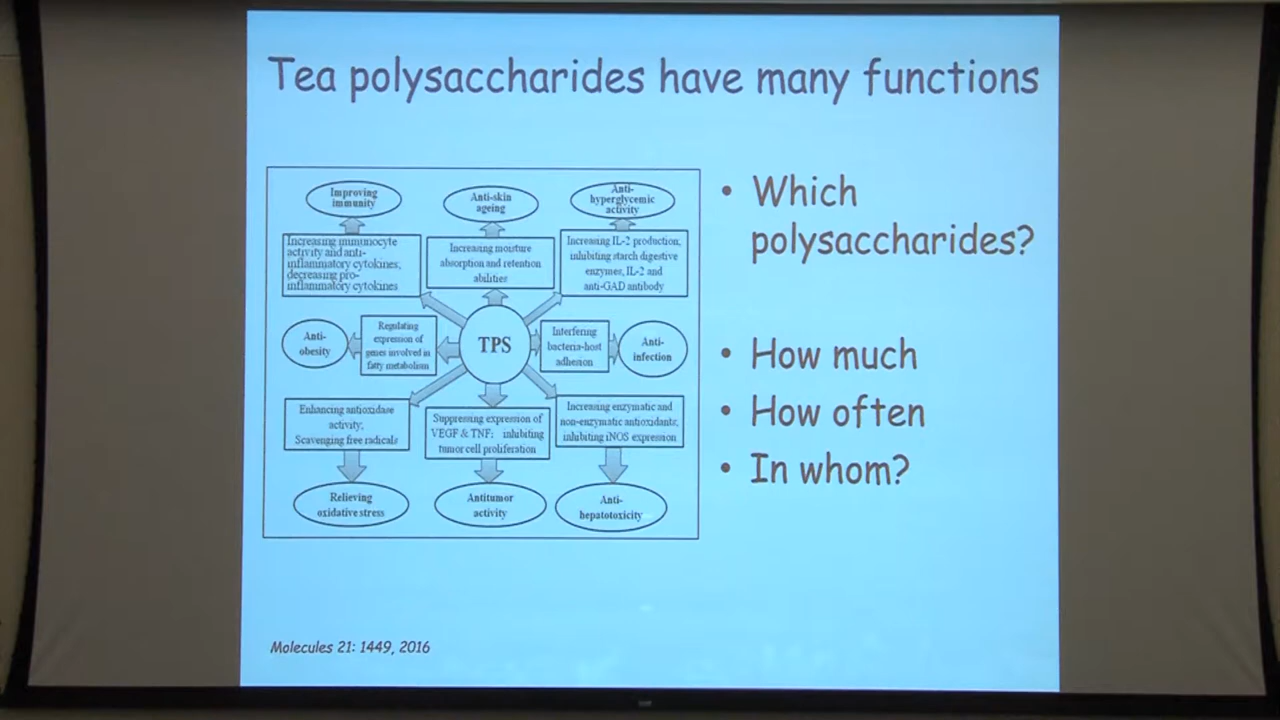 Tea polysaccharides have many functions
Improving
immunity
Anti-skin
ageing
Anti-
hyperglycemic
activity
Increasing immunocyte
activity and anti-
inflammatory cytokines,
decreasing pro-
inflammatory cytokines
Increasing moisture
absorption and retention
abilities
Increasing IL-2 production,
inhibiting starch digestive
enzymes, IL-2 and
anti-GAD antibody
Anti-
obesity
Regulating
expression of
genes involved in
fatty metabolism
TPS
Interfering
bacteria-host
adhesion
Anti-
infection
Enhancing antioxidase
activity,
Scavenging free radicals
Suppressing expression of
VEGF & TNF; inhibiting
tumor cell proliferation
Increasing enzymatic and
non-enzymatic antioxidants,
inhibiting iNOS expression
Relieving
oxidative stress
Antitumor
activity
Anti-
hepatotoxicity
• Which
polysaccharides?
• How much
• How often
• In whom?
Molecules 21: 1449, 2016